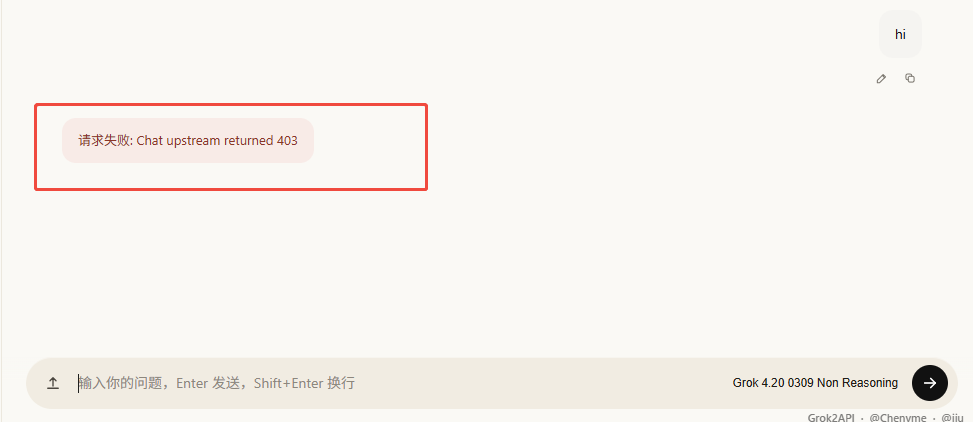 hi
请求失败: Chat upstream returned 403
输入你的问题，Enter 发送，Shift+Enter 换行
Grok 4.20 0309 Non Reasoning
Grok2API · @Chenyme · @jiu